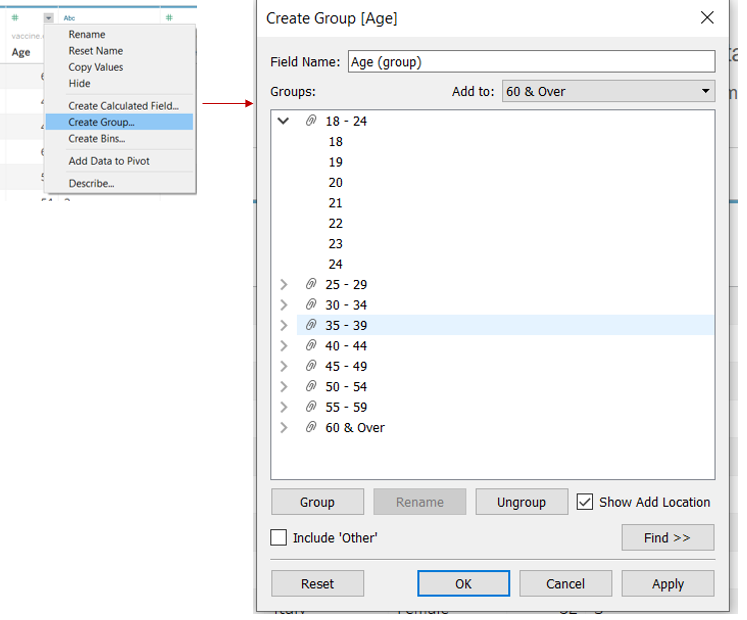 # Abc #
vaccine.
Age
Rename
Reset Name
Copy Values
Hide
Create Calculated Field...
Create Group...
Create Bins...
Add Data to Pivot
Describe...
Create Group [Age]
Field Name: Age (group)
Groups: Add to: 60 & Over
18 - 24
18
19
20
21
22
23
24
25 - 29
30 - 34
35 - 39
40 - 44
45 - 49
50 - 54
55 - 59
60 & Over
Group Rename Ungroup Show Add Location
Include 'Other' Find >>
Reset OK Cancel Apply